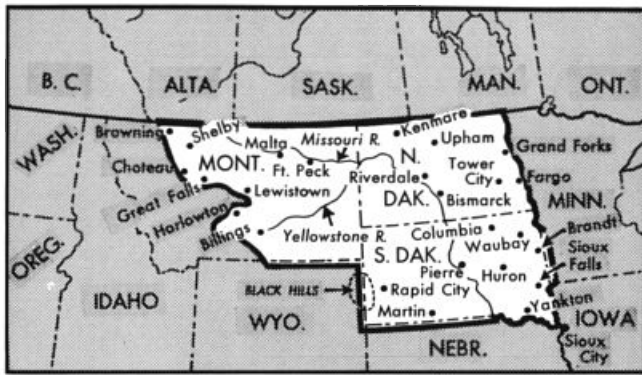 B. C.
ALTA.
SASK.
MAN.
ONT.
WASH.
Browning
Shelby
Malta
Missouri R.
Kenmare
Upham
Grand Forks
MONT.
N.
Choteau
Ft. Peck
Riverdale
Tower
City
Fargo
Great Falls
Lewistown
DAK.
Bismarck
MINN.
Harlowton
Billings
Yellowstone R.
Columbia
Waubay
Brandt
OREG.
S. DAK.
Sioux
Falls
Pierre
Huron
IDAHO
BLACK HILLS
Rapid City
WYO.
Martin
Yankton
IOWA
NEBR.
Sioux
City